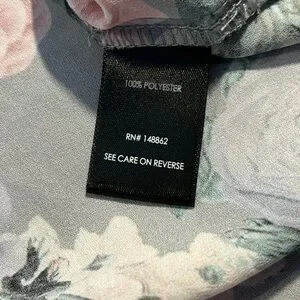 100% POLYESTER
RN# 148862
SEE CARE ON REVERSE